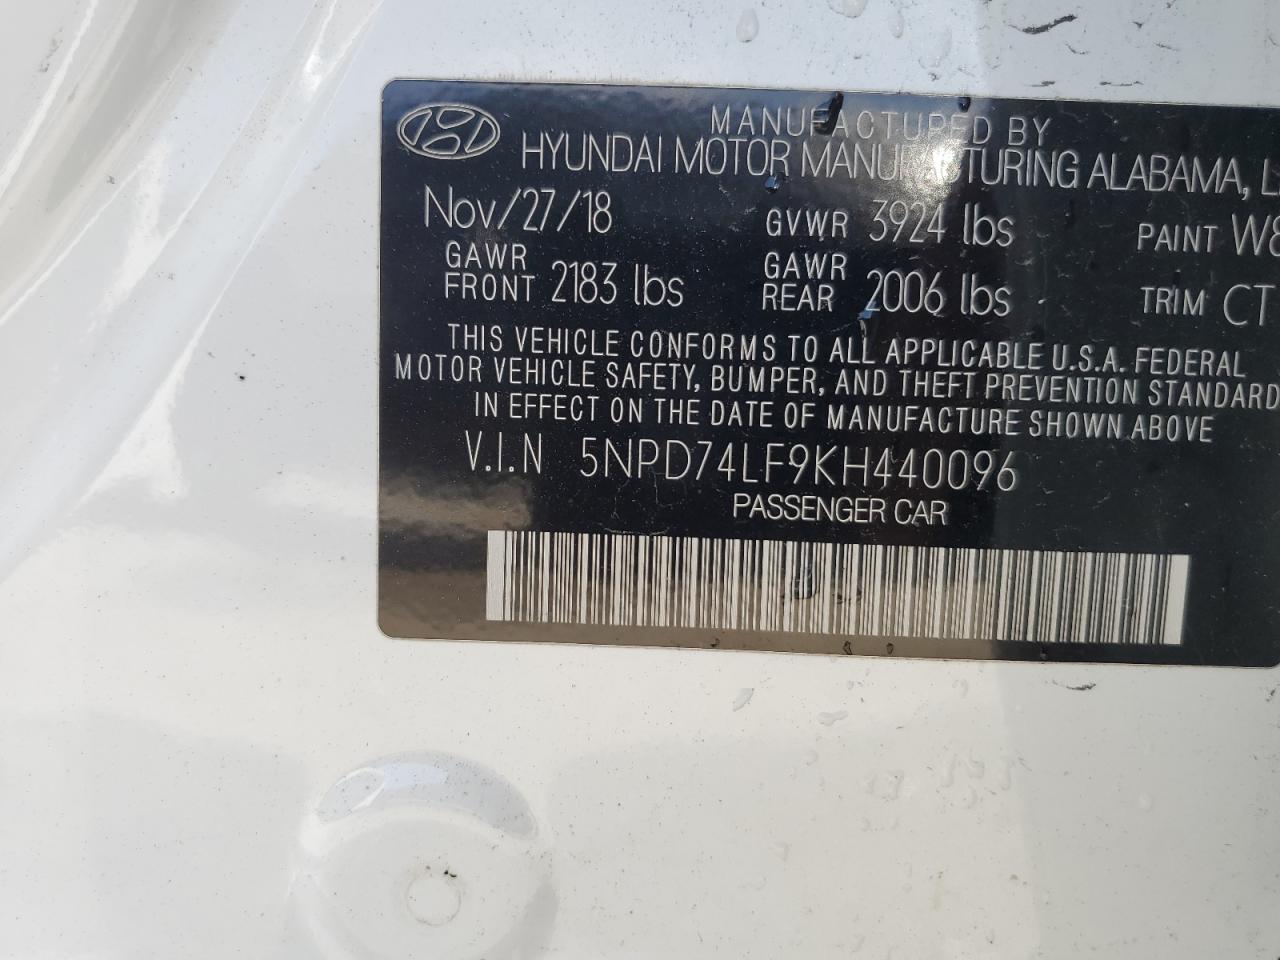 MANUFACTURED BY
HYUNDAI MOTOR MANUFACTURING ALABAMA,
Nov/27/18 GVWR 3924 lbs PAINT
GAWR FRONT 2183 lbs GAWR REAR 2006 lbs TRIM CT
THIS VEHICLE CONFORMS TO ALL APPLICABLE U.S.A. FEDERAL
MOTOR VEHICLE SAFETY, BUMPER, AND THEFT PREVENTION STANDARD
IN EFFECT ON THE DATE OF MANUFACTURE SHOWN ABOVE
V.I.N 5NPD74LF9KH440096
PASSENGER CAR